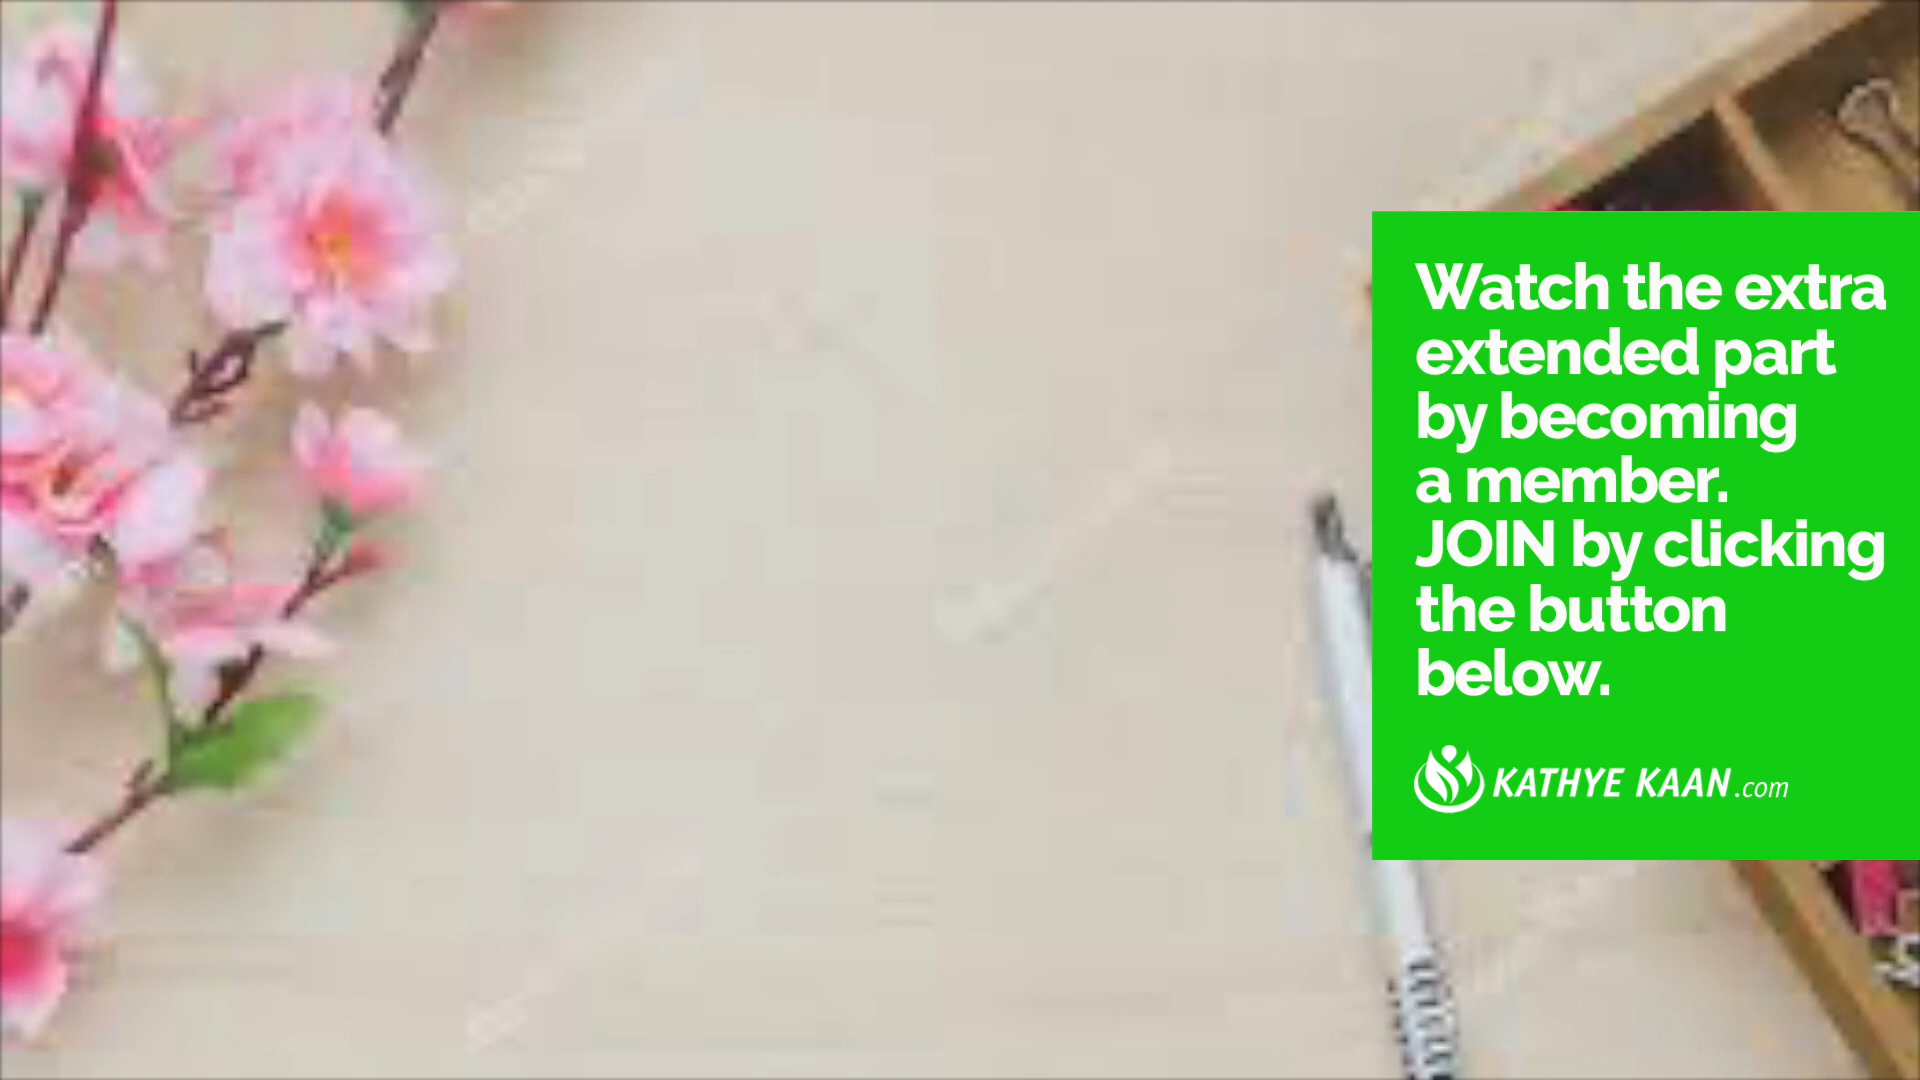 Watch the extra
extended part
by becoming
a member.
JOIN by clicking
the button
below.
KATHYE KAAN.com